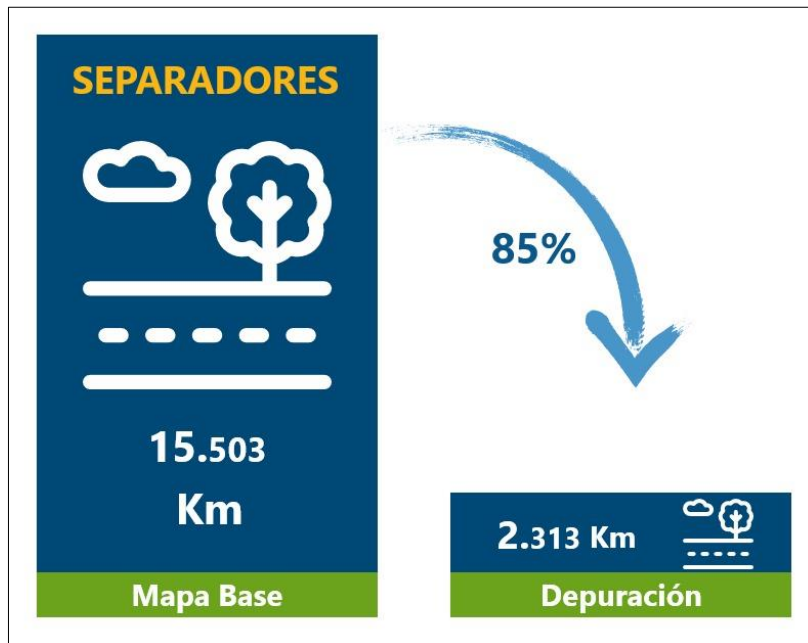 SEPARADORES
15.503
Km
Mapa Base
85%
2.313 Km
Depuración